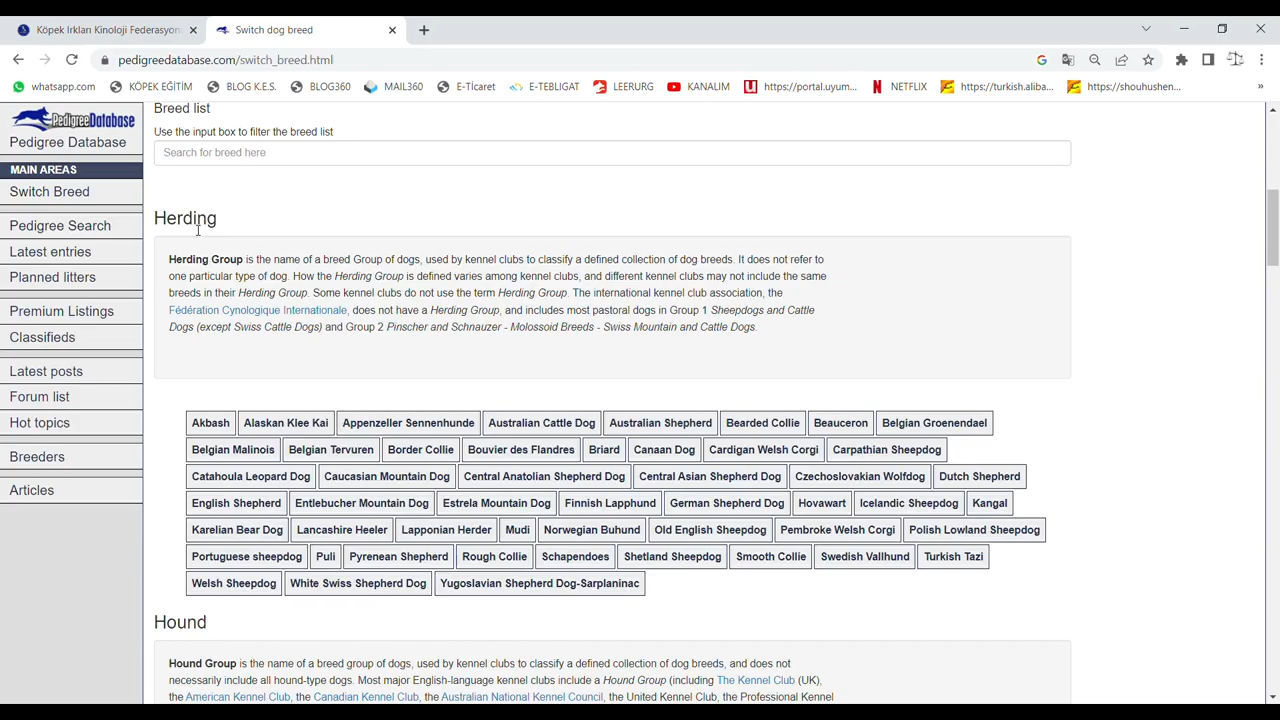 Köpek Irkları Kinoloji Federasyon
Switch dog breed
pedigreedatabase.com/switch_breed.html
whatsapp.com
KÖPEK EĞİTİM
BLOG K.E.S.
BLOG360
MAIL360
E-Ticaret
E-TEBLIGAT
LEERURG
KANALIM
https://portal.uyum...
NETFLIX
https://turkish.aliba...
https://shouhushen...
PedigreeDatabase
Pedigree Database
MAIN AREAS
Switch Breed
Pedigree Search
Latest entries
Planned litters
Premium Listings
Classifieds
Latest posts
Forum list
Hot topics
Breeders
Articles
Breed list
Use the input box to filter the breed list
Search for breed here
Herding
Herding Group is the name of a breed Group of dogs, used by kennel clubs to classify a defined collection of dog breeds. It does not refer to
one particular type of dog. How the Herding Group is defined varies among kennel clubs, and different kennel clubs may not include the same
breeds in their Herding Group. Some kennel clubs do not use the term Herding Group. The international kennel club association, the
Fédération Cynologique Internationale, does not have a Herding Group, and includes most pastoral dogs in Group 1 Sheepdogs and Cattle
Dogs (except Swiss Cattle Dogs) and Group 2 Pinscher and Schnauzer - Molossoid Breeds - Swiss Mountain and Cattle Dogs.
Akbash Alaskan Klee Kai Appenzeller Sennenhunde Australian Cattle Dog Australian Shepherd Bearded Collie Beauceron Belgian Groenendael
Belgian Malinois Belgian Tervuren Border Collie Bouvier des Flandres Briard Canaan Dog Cardigan Welsh Corgi Carpathian Sheepdog
Catahoula Leopard Dog Caucasian Mountain Dog Central Anatolian Shepherd Dog Central Asian Shepherd Dog Czechoslovakian Wolfdog Dutch Shepherd
English Shepherd Entlebucher Mountain Dog Estrela Mountain Dog Finnish Lapphund German Shepherd Dog Hovawart Icelandic Sheepdog Kangal
Karelian Bear Dog Lancashire Heeler Lapponian Herder Mudi Norwegian Buhund Old English Sheepdog Pembroke Welsh Corgi Polish Lowland Sheepdog
Portuguese sheepdog Puli Pyrenean Shepherd Rough Collie Schapendoes Shetland Sheepdog Smooth Collie Swedish Vallhund Turkish Tazi
Welsh Sheepdog White Swiss Shepherd Dog Yugoslavian Shepherd Dog-Sarplaninac
Hound
Hound Group is the name of a breed group of dogs, used by kennel clubs to classify a defined collection of dog breeds, and does not
necessarily include all hound-type dogs. Most major English-language kennel clubs include a Hound Group (including The Kennel Club (UK),
the American Kennel Club, the Canadian Kennel Club, the Australian National Kennel Council, the United Kennel Club, the Professional Kennel